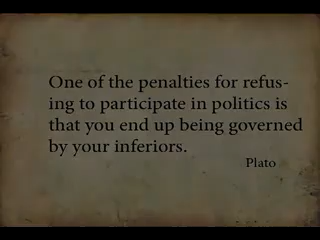 One of the penalties for refus-
ing to participate in politics is
that you end up being governed
by your inferiors.
Plato